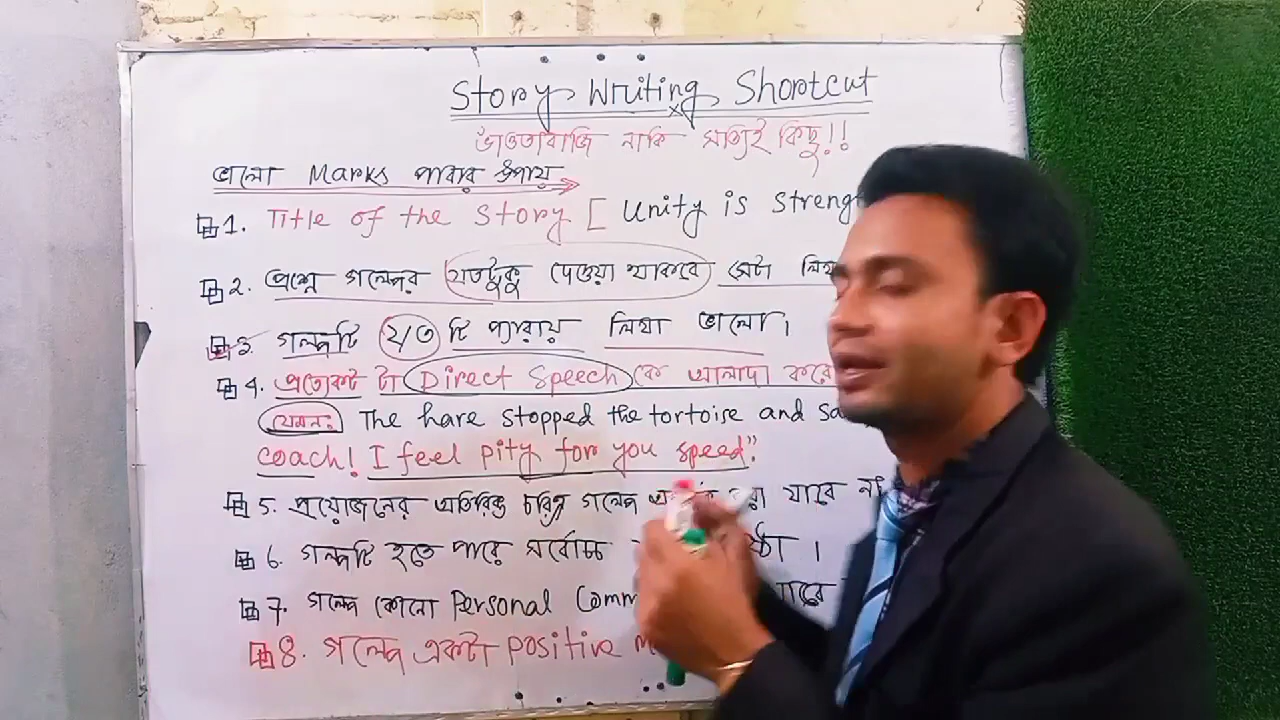 Story Writing Shortcut
ভাওতাবাজি নাকি সত্যিই কিছু!!
ভালো Marks পাবার উপায়
1. Title of the Story [ Unity is Strengt
2. প্রশ্নে গল্পের যতটুকু দেওয়া থাকবে সেটা লিখ
3. গল্পটি ২/৩ টি প্যারায় লিখা ভালো।
4. প্রত্যেকটা Direct Speech কে আলাদা করে
যেমন: The hare stopped the tortoise and sa
coach! I feel pity for you speed"
5. প্রয়োজনের অতিরিক্ত চরিত্র গল্পে যাবে না
6. গল্পটি হতে পারে সর্বোচ্চ
7. গল্পে কোনো Personal Comm যাবে
8. গল্পে একটা positive m